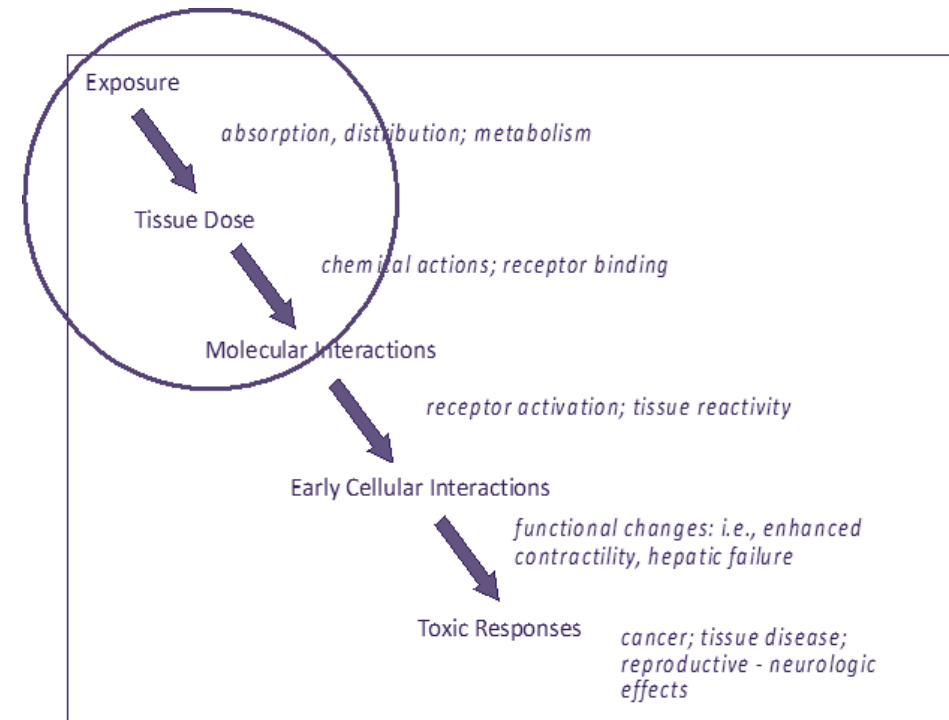 Exposure
absorption, distribution; metabolism
Tissue Dose
chemical actions; receptor binding
Molecular Interactions
receptor activation; tissue reactivity
Early Cellular Interactions
functional changes: i.e., enhanced
contractility, hepatic failure
Toxic Responses
cancer; tissue disease;
reproductive - neurologic
effects